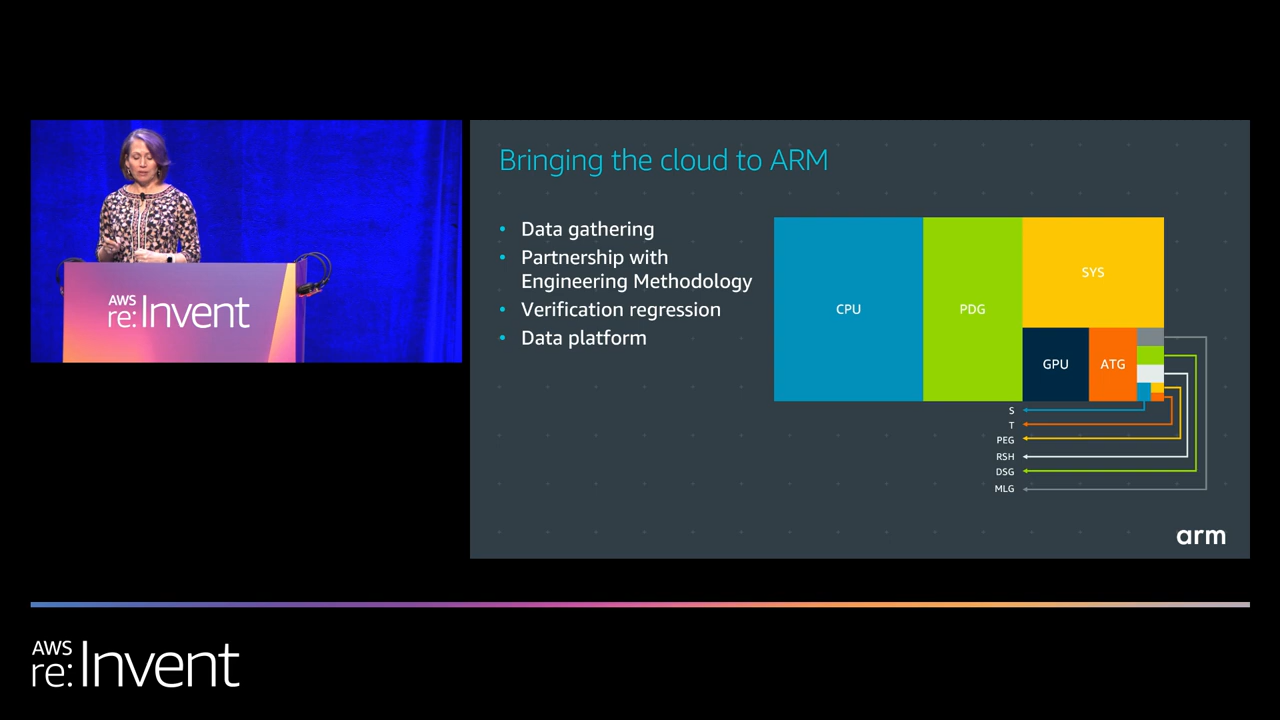 AWS
re:Invent
Bringing the cloud to ARM
• Data gathering
• Partnership with
Engineering Methodology
• Verification regression
• Data platform
CPU
PDG
SYS
GPU
ATG
S
T
PEG
RSH
DSG
MLG
arm
AWS
re:Invent